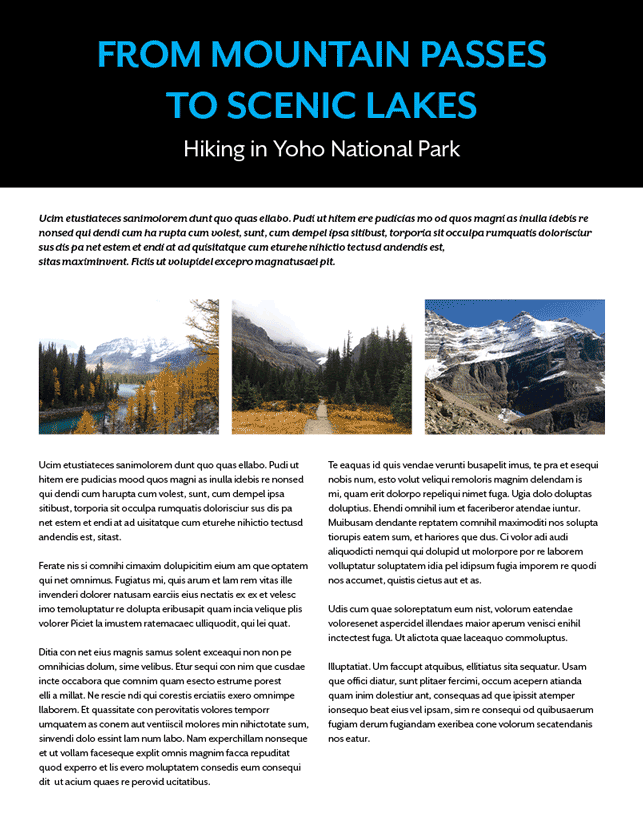 FROM MOUNTAIN PASSES
TO SCENIC LAKES
Hiking in Yoho National Park
Ucim etustiateces sanimolorem dunt quo quas ellabo. Pudi ut hitem ere pudicias mo od quos magni as inulla idebis re
nonsed qui dendi cum ha rupta cum volest, sunt, cum dempel ipsa sitibust, torporia sit occulpa rumquatis dolorisciur
sus dis pa net estem et endi at ad quisitatque cum eturehe nihictio tectusd andendis est,
sitas maximinvent. Ficiis ut volupidel excepro magnatusaei pit.
Ucim etustiateces sanimolorem dunt quo quas ellabo. Pudi ut
hitem ere pudicias mood quos magni as inulla idebis re nonsed
qui dendi cum harupta cum volest, sunt, cum dempel ipsa
sitibust, torporia sit occulpa rumquatis dolorisciur sus dis pa
net estem et endi at ad uisitatque cum eturehe nihictio tectusd
andendis est, sitast.
Ferate nis si comnihi cimaxim dolupicitim eium am que optatem
qui net omnimus. Fugiatus mi, quis arum et lam rem vitas ille
invenderi dolorer natusam earciis eius nectatis ex ex et velesc
imo temoluptatur re dolupta eribusapit quam incia velique plis
volorer Piciet la imustem ratemacaec ulliquodit, qui lei quat.
Ditia con net eius magnis samus solent exceaqui non non pe
omnihicias dolum, sime velibus. Etur sequi con nim que cusdae
incte occabora que comnim quam esecto estrume porest
elli a millat. Ne rescie ndi qui corestis erciatiis exero omnimpe
llaborem. Et quassitate con perovitatis volores temporr
umquatem as conem aut ventiiscil molores min nihictotate sum,
sinvendi dolo essint lam num labo. Nam experchillam nonseque
et ut vollam faceseque explit omnis magnim facca repuditat
quod experro et lis evero moluptatem consedis eum consequi
dit ut acium quaes re perovid ucitatibus.
Te eaquas id quis vendae verunti busapelit imus, te pra et esequi
nobis num, esto volut veliqui remoloris magnim delendam is
mi, quam erit dolorpo repeliqui nimet fuga. Ugia dolo doluptas
doluptius. Ehendi omnihil ium et faceriberor atendae iuntur.
Muibusam dendante reptatem comnihil maximoditi nos solupta
tiorupis eatem sum, et hariores que dus. Ci volor adi audi
aliquodicti nemqui qui dolupid ut molorpore por re laborem
volluptatur soluptatem idia pel idipsum fugia imporem re quodi
nos accumet, quistis cietus aut et as.
Udis cum quae soloreptatum eum nist, volorum eatendae
voloresenet aspercidel illendaes maior aperum venisci enihil
inctectest fuga. Ut alictota quae laceaquo commoluptus.
Illuptatiat. Um faccupt atquibus, ellitiatus sita sequatur. Usam
que offici diatur, sunt plitaer fercimi, occum acepern atianda
quam inim dolestiur ant, consequas ad que ipissit atemper
ionsequo beat eius vel ipsam, sim re consequi od quibusaerum
fugiam derum fugiandam exeribea cone volorum secatendanis
nos eatur.